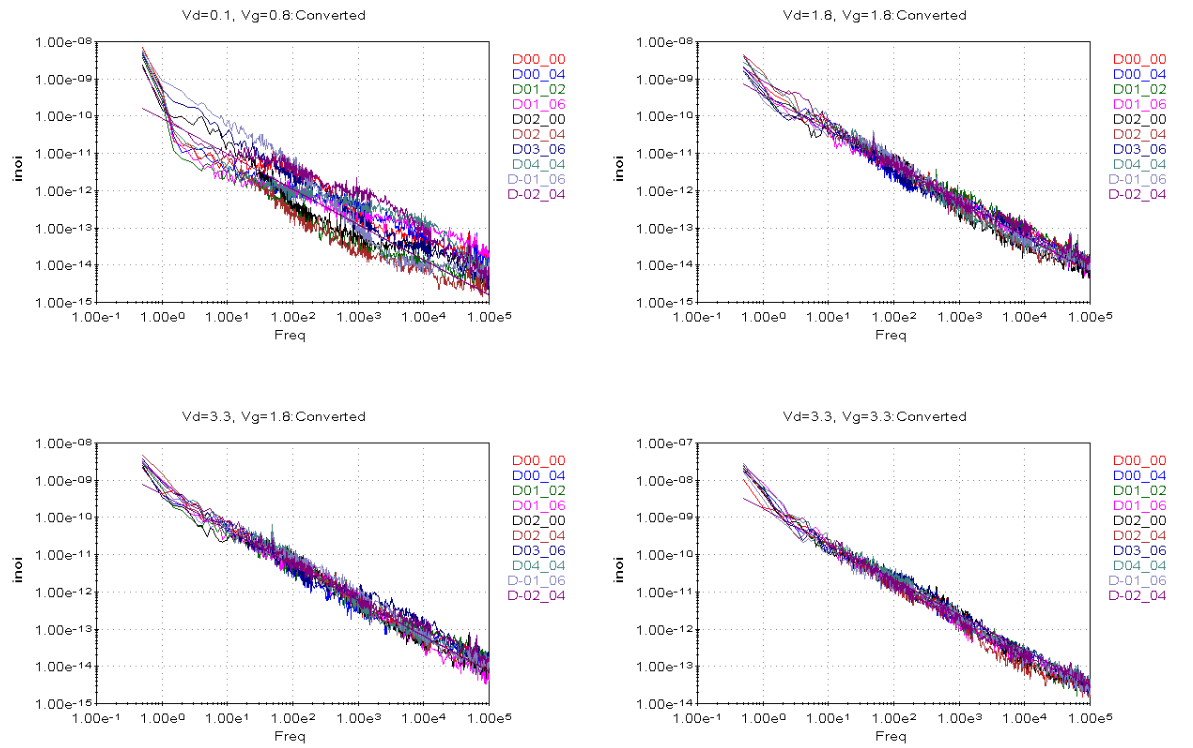 Vd=0.1, Vg=0.8:Converted
1.00e-08
1.00e-09
1.00e-10
1.00e-11
1.00e-12
1.00e-13
1.00e-14
1.00e-15
inoi
1.00e-1 1.00e0 1.00e1 1.00e2 1.00e3 1.00e4 1.00e5
Freq
D00_00
D00_04
D01_02
D01_06
D02_00
D02_04
D03_06
D04_04
D-01_06
D-02_04
Vd=1.8, Vg=1.8:Converted
1.00e-08
1.00e-09
1.00e-10
1.00e-11
1.00e-12
1.00e-13
1.00e-14
1.00e-15
inoi
1.00e-1 1.00e0 1.00e1 1.00e2 1.00e3 1.00e4 1.00e5
Freq
D00_00
D00_04
D01_02
D01_06
D02_00
D02_04
D03_06
D04_04
D-01_06
D-02_04
Vd=3.3, Vg=1.8:Converted
1.00e-08
1.00e-09
1.00e-10
1.00e-11
1.00e-12
1.00e-13
1.00e-14
1.00e-15
inoi
1.00e-1 1.00e0 1.00e1 1.00e2 1.00e3 1.00e4 1.00e5
Freq
D00_00
D00_04
D01_02
D01_06
D02_00
D02_04
D03_06
D04_04
D-01_06
D-02_04
Vd=3.3, Vg=3.3:Converted
1.00e-07
1.00e-08
1.00e-09
1.00e-10
1.00e-11
1.00e-12
1.00e-13
1.00e-14
inoi
1.00e-1 1.00e0 1.00e1 1.00e2 1.00e3 1.00e4 1.00e5
Freq
D00_00
D00_04
D01_02
D01_06
D02_00
D02_04
D03_06
D04_04
D-01_06
D-02_04